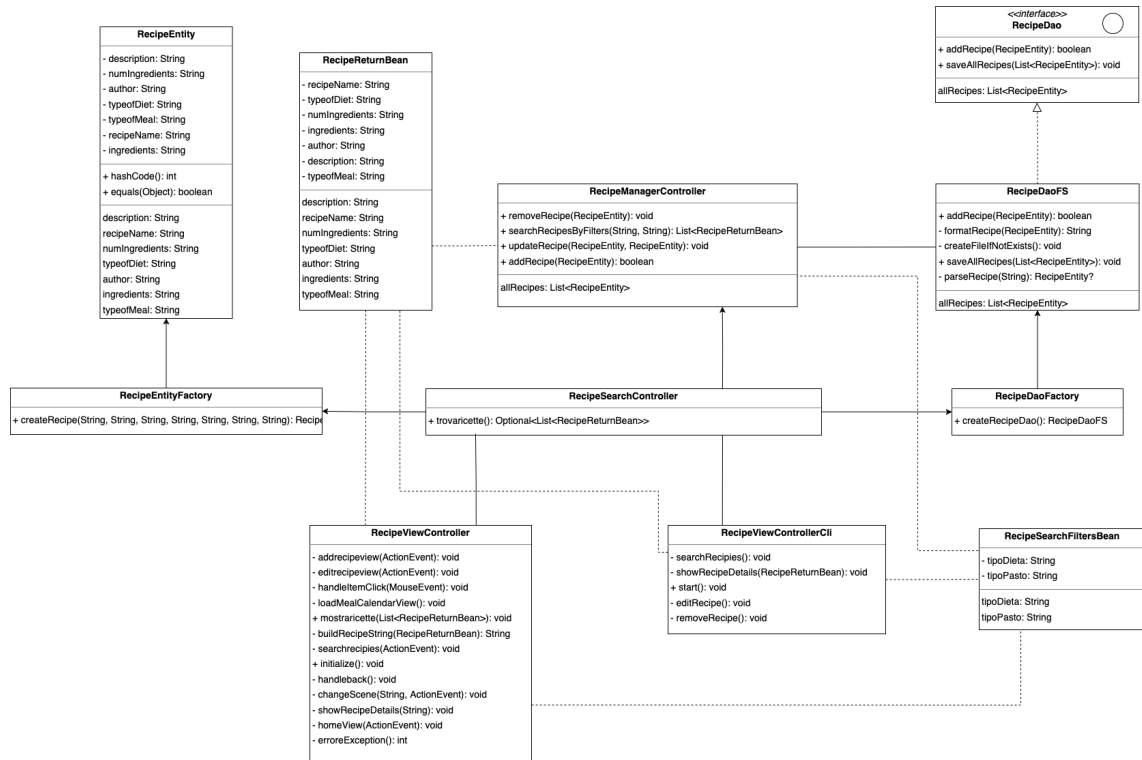 RecipeEntity
- description: String
- numIngredients: String
- author: String
- typeofDiet: String
- typeofMeal: String
- recipeName: String
- ingredients: String
+ hashCode(): int
+ equals(Object): boolean
description: String
recipeName: String
numIngredients: String
typeofDiet: String
author: String
ingredients: String
typeofMeal: String
RecipeReturnBean
- recipeName: String
- typeofDiet: String
- numIngredients: String
- ingredients: String
- author: String
- description: String
- typeofMeal: String
description: String
recipeName: String
numIngredients: String
typeofDiet: String
author: String
ingredients: String
typeofMeal: String
<<interface>>
RecipeDao
+ addRecipe(RecipeEntity): boolean
+ saveAllRecipes(List<RecipeEntity>): void
allRecipes: List<RecipeEntity>
RecipeManagerController
+ removeRecipe(RecipeEntity): void
+ searchRecipesByFilters(String, String): List<RecipeReturnBean>
+ updateRecipe(RecipeEntity, RecipeEntity): void
+ addRecipe(RecipeEntity): boolean
allRecipes: List<RecipeEntity>
RecipeDaoFS
+ addRecipe(RecipeEntity): boolean
- formatRecipe(RecipeEntity): String
- createFileIfNotExists(): void
+ saveAllRecipes(List<RecipeEntity>): void
- parseRecipe(String): RecipeEntity?
allRecipes: List<RecipeEntity>
RecipeEntityFactory
+ createRecipe(String, String, String, String, String, String, String): Recipe
RecipeSearchController
+ trovaricette(): Optional<List<RecipeReturnBean>>
RecipeDaoFactory
+ createRecipeDao(): RecipeDaoFS
RecipeViewController
- addrecipeview(ActionEvent): void
- editrecipeview(ActionEvent): void
- handleItemClick(MouseEvent): void
- loadMealCalendarView(): void
+ mostraricette(List<RecipeReturnBean>): void
- buildRecipeString(RecipeReturnBean): String
- searchrecipies(ActionEvent): void
+ initialize(): void
- handleback(): void
- changeScene(String, ActionEvent): void
- showRecipeDetails(String): void
- homeView(ActionEvent): void
- erroreException(): int
RecipeViewControllerCli
- searchRecipies(): void
- showRecipeDetails(RecipeReturnBean): void
+ start(): void
- editRecipe(): void
- removeRecipe(): void
RecipeSearchFiltersBean
- tipoDieta: String
- tipoPasto: String
tipoDieta: String
tipoPasto: String